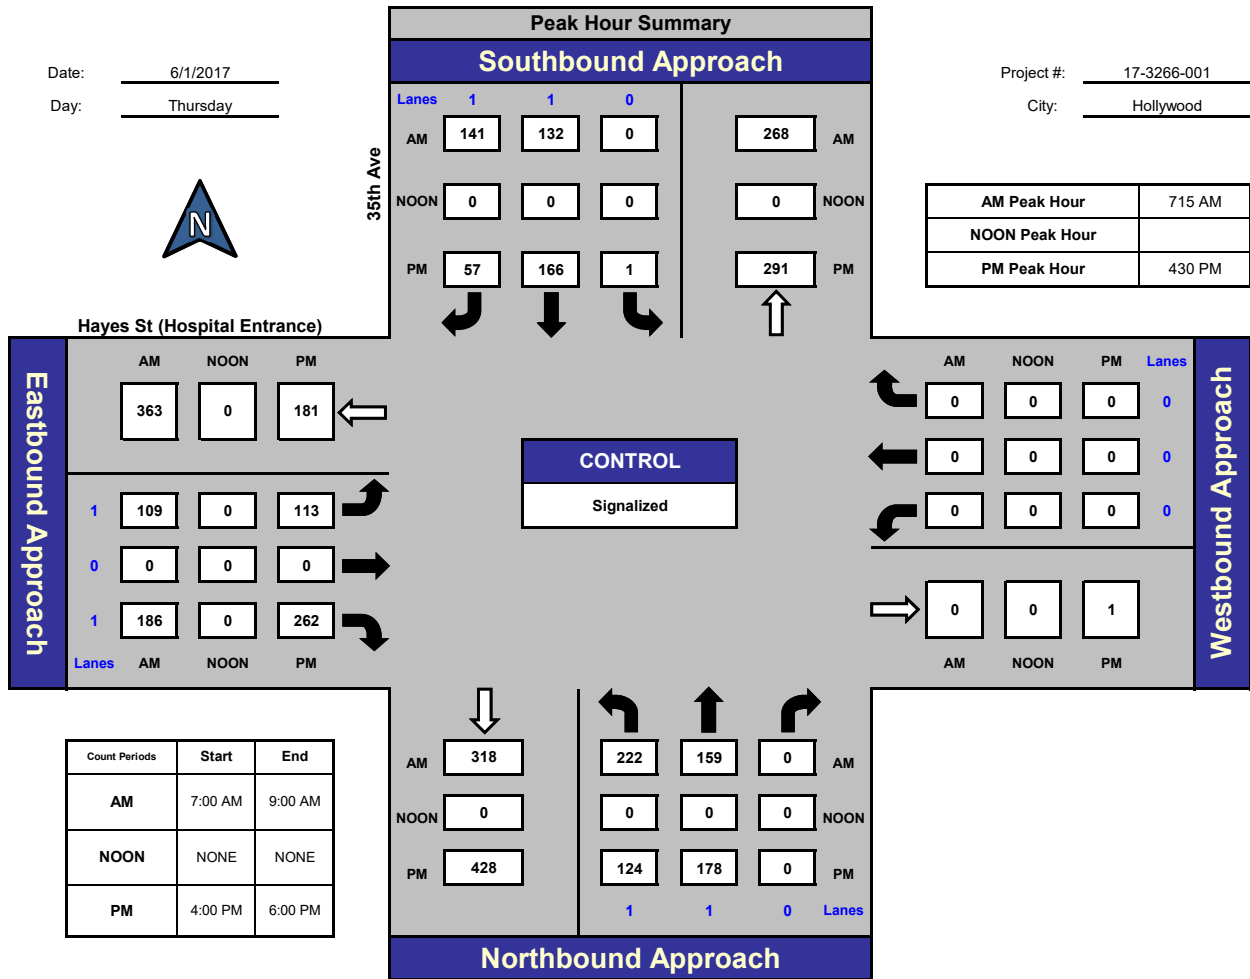 Peak Hour Summary
Southbound Approach
Date: 6/1/2017
Day: Thursday
Project #: 17-3266-001
City: Hollywood
N
35th Ave
Lanes 1 1 0
AM 141 132 0 268 AM
NOON 0 0 0 0 NOON
PM 57 166 1 291 PM
AM Peak Hour 715 AM
NOON Peak Hour
PM Peak Hour 430 PM
Hayes St (Hospital Entrance)
Eastbound Approach
AM NOON PM
363 0 181
1 109 0 113
0 0 0 0
1 186 0 262
Lanes AM NOON PM
CONTROL
Signalized
AM NOON PM Lanes
0 0 0 0
0 0 0 0
0 0 0 0
0 0 1
AM NOON PM
Westbound Approach
Count Periods Start End
AM 7:00 AM 9:00 AM
NOON NONE NONE
PM 4:00 PM 6:00 PM
AM 318 222 159 0 AM
NOON 0 0 0 0 NOON
PM 428 124 178 0 PM
1 1 0 Lanes
Northbound Approach